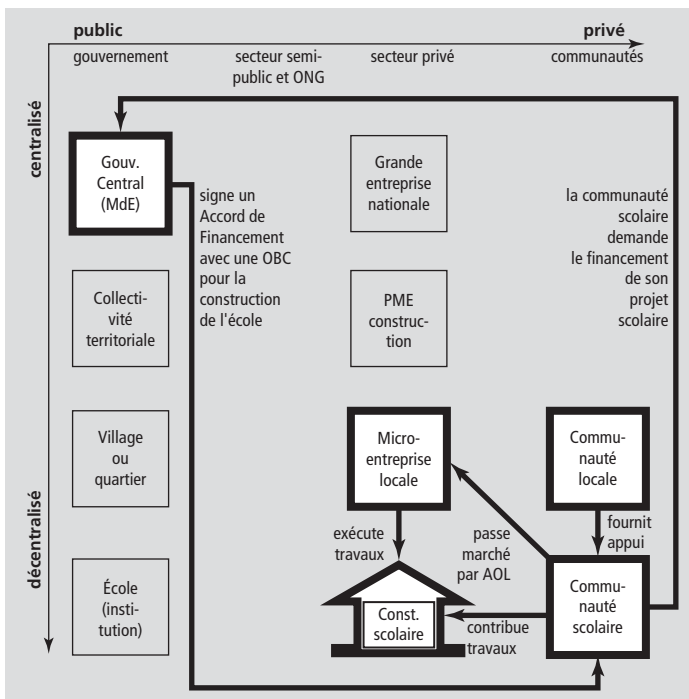 public
privé
gouvernement
secteur semi-
public et ONG
secteur privé
communautés
centralisé
décentralisé
Gouv.
Central
(MdE)
signe un
Accord de
Financement
avec une OBC
pour la
construction
de l'école
Grande
entreprise
nationale
la communauté
scolaire
demande
le financement
de son
projet
scolaire
Collecti-
vité
territoriale
PME
construc-
tion
Village
ou
quartier
Micro-
entreprise
locale
Commu-
nauté
locale
exécute
travaux
passe
marché
par AOL
fournit
appui
École
(insti-
tution)
Const.
scolaire
contribue
travaux
Commu-
nauté
scolaire